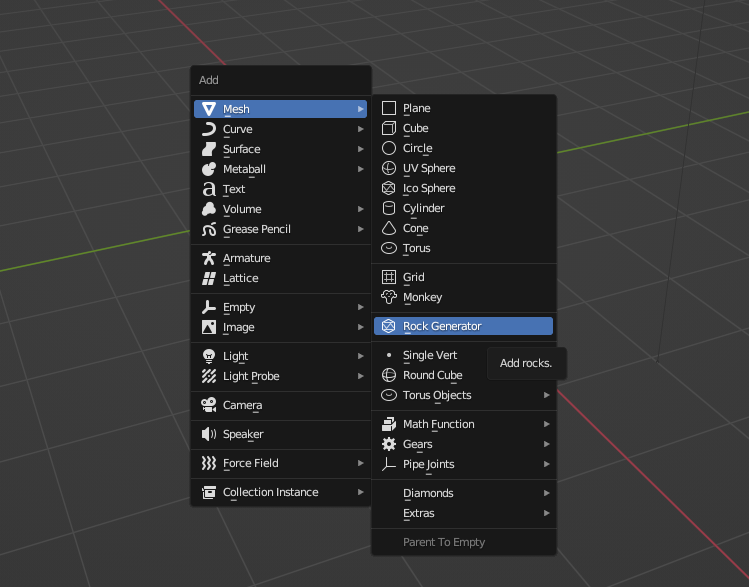 Add
Mesh
Curve
Surface
Metaball
Text
Volume
Grease Pencil
Armature
Lattice
Empty
Image
Light
Light Probe
Camera
Speaker
Force Field
Collection Instance
Plane
Cube
Circle
UV Sphere
Ico Sphere
Cylinder
Cone
Torus
Grid
Monkey
Rock Generator
Single Vert
Round Cube
Torus Objects
Math Function
Gears
Pipe Joints
Diamonds
Extras
Parent To Empty
Add rocks.